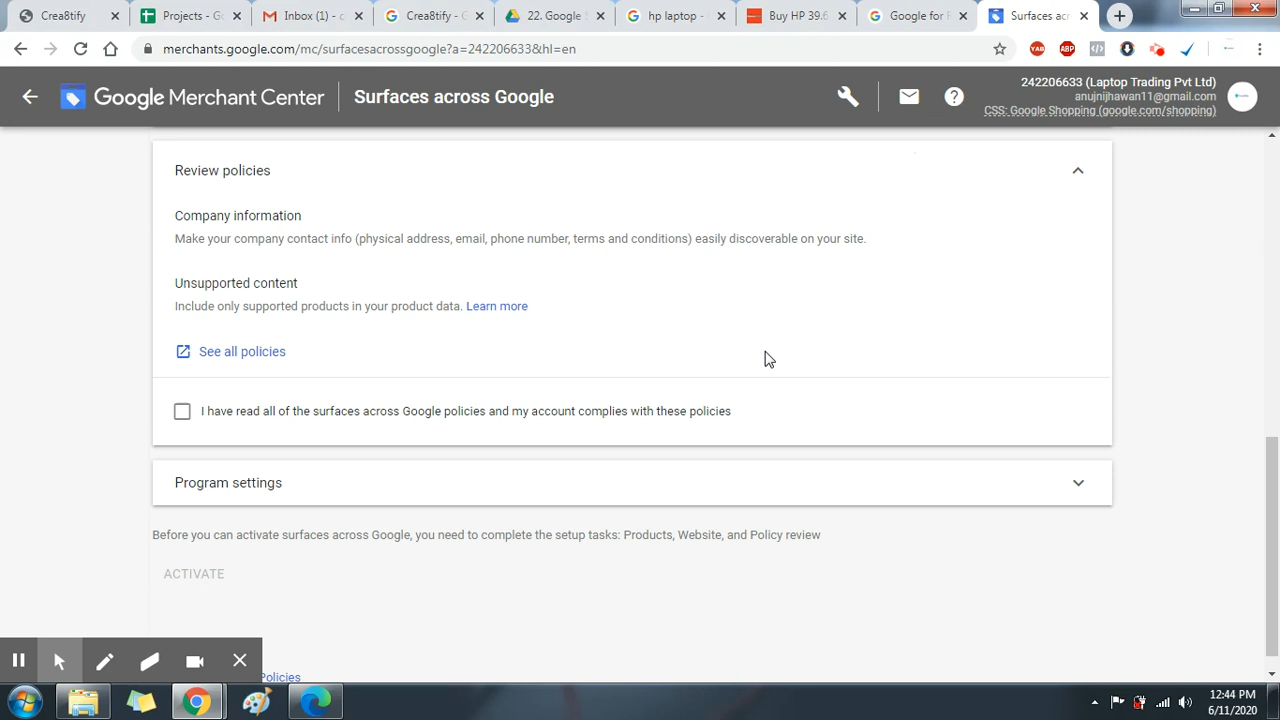 Crea8tify
Projects - G
Inbox (1) - c
Crea8tify - G
22. Google
hp laptop -
Buy HP 39.6
Google for R
Surfaces acr
merchants.google.com/mc/surfacesacrossgoogle?a=242206633&hl=en
YAB
ABP
Google Merchant Center
Surfaces across Google
242206633 (Laptop Trading Pvt Ltd)
anujnijhawan11@gmail.com
CSS: Google Shopping (google.com/shopping)
Review policies
Company information
Make your company contact info (physical address, email, phone number, terms and conditions) easily discoverable on your site.
Unsupported content
Include only supported products in your product data. Learn more
See all policies
I have read all of the surfaces across Google policies and my account complies with these policies
Program settings
Before you can activate surfaces across Google, you need to complete the setup tasks: Products, Website, and Policy review
ACTIVATE
Policies
12:44 PM
6/11/2020